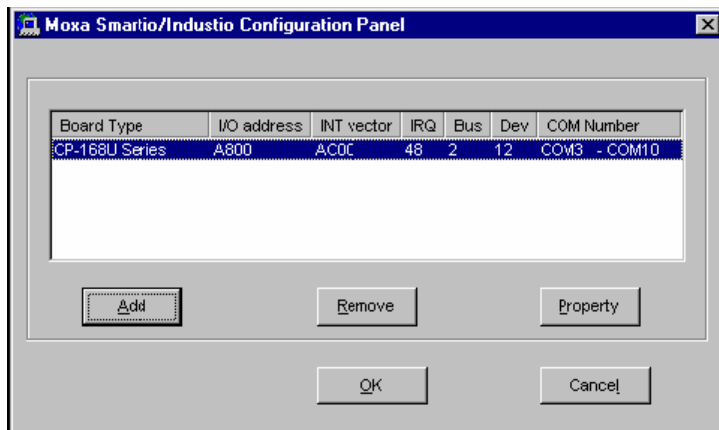 Moxa Smartio/Industio Configuration Panel
Board Type I/O address INT vector IRQ Bus Dev COM Number
CP-168U Series A800 AC00 48 2 12 COM3 - COM10
Add Remove Property
OK Cancel